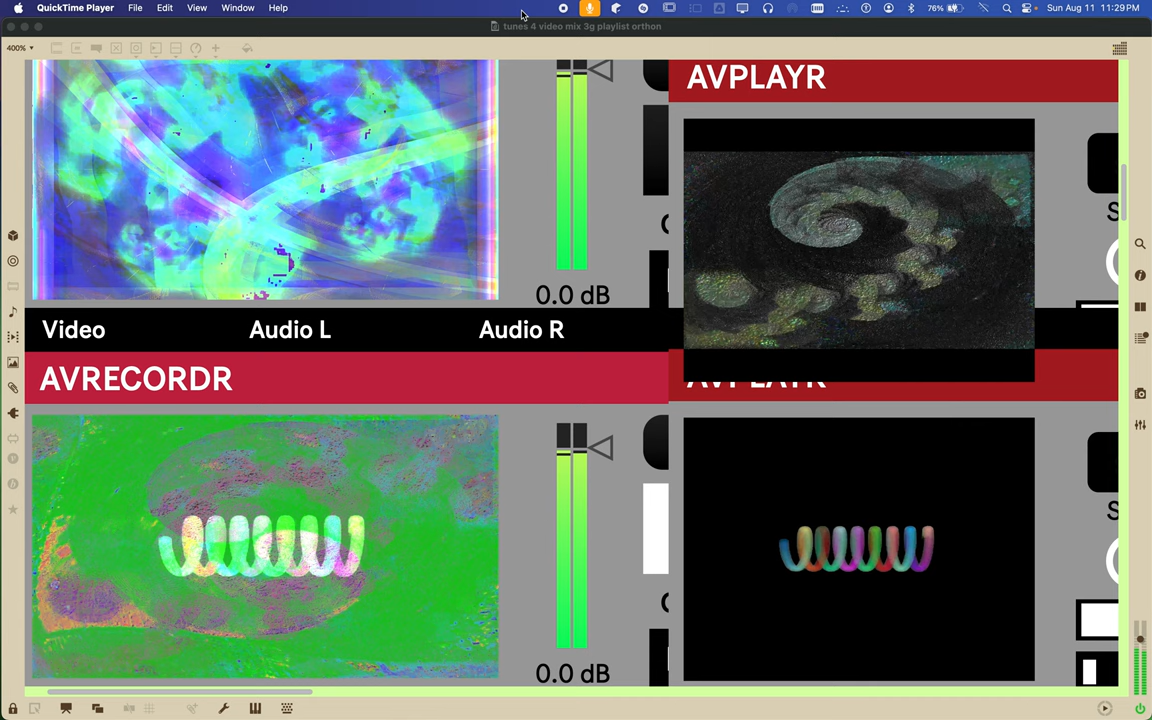 QuickTime Player File Edit View Window Help
76%
Sun Aug 11 11:29 PM
tunes 4 video mix 3g playlist orthon
400%
AVPLAYR
0.0 dB
Video
Audio L
Audio R
AVRECORDR
0.0 dB